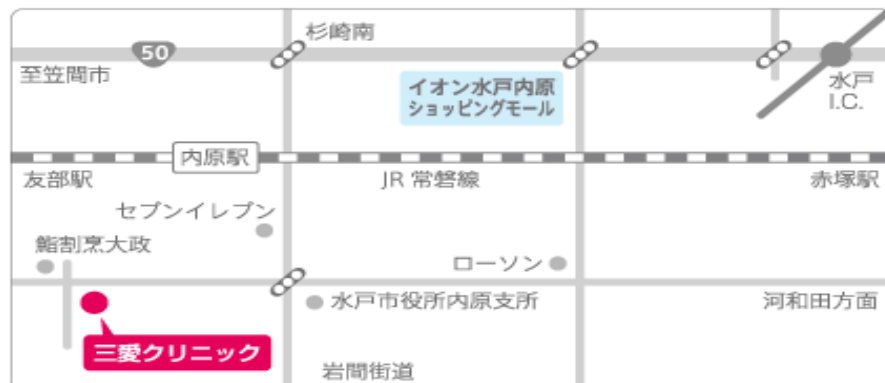 杉崎南
50
至笠間市
イオン水戸内原
ショッピングモール
水戸
I.C.
内原駅
友部駅
JR 常磐線
赤塚駅
セブンイレブン
鮨割烹大政
ローソン
水戸市役所内原支所
河和田方面
三愛クリニック
岩間街道